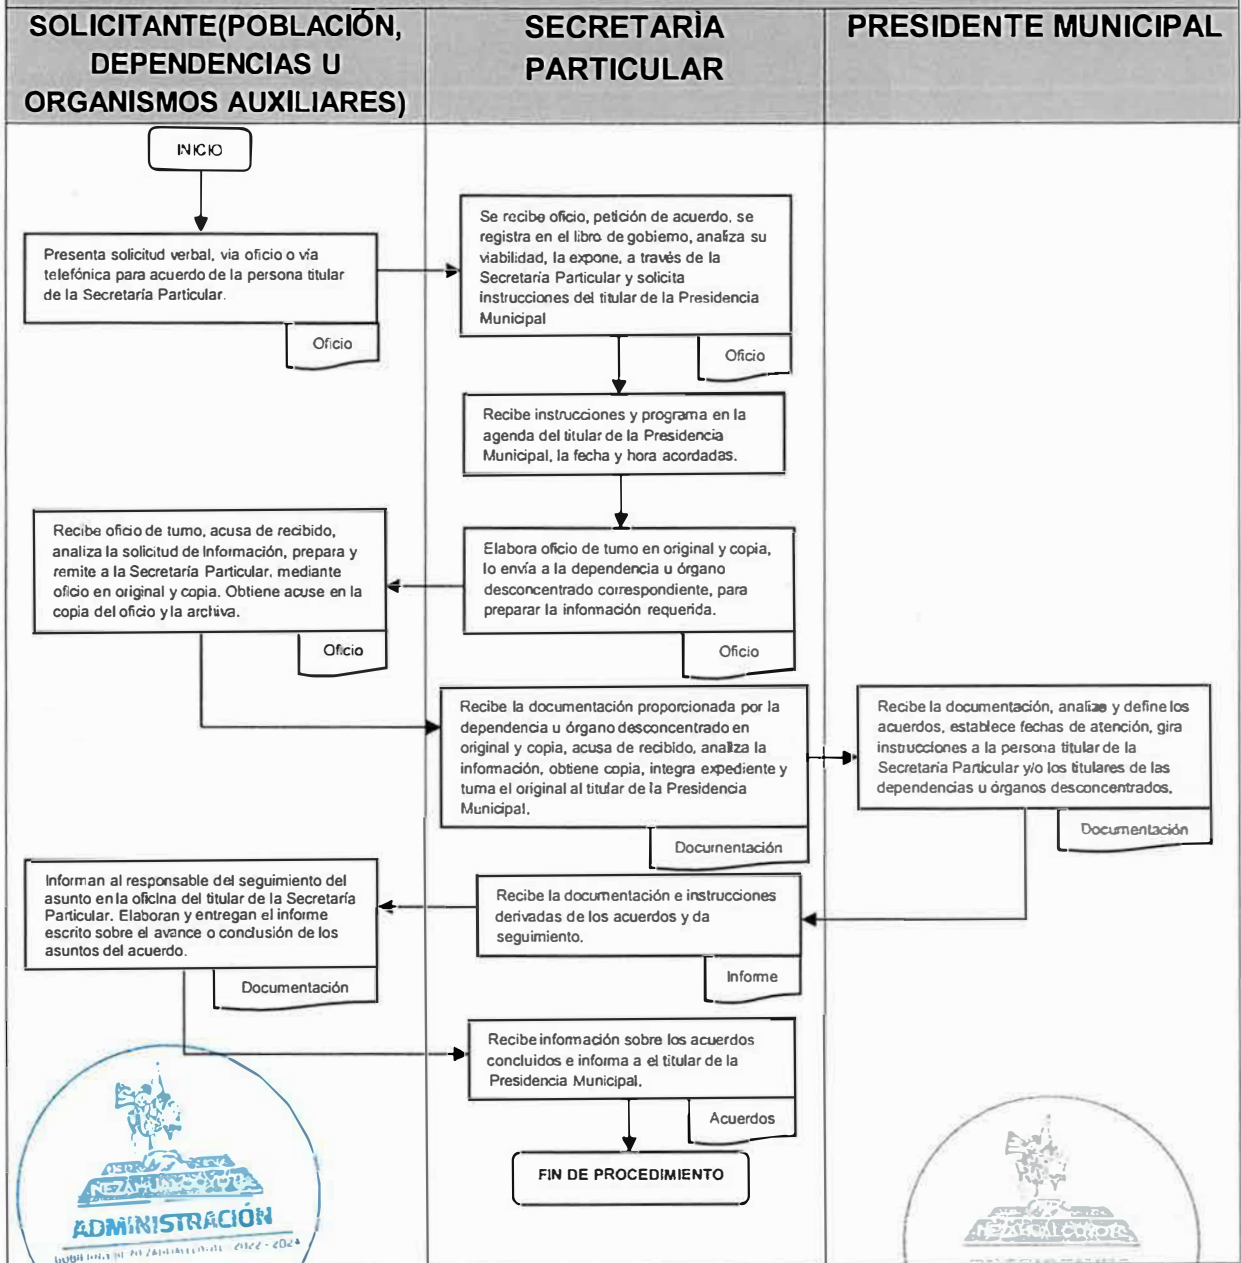 SOLICITANTE(POBLACIÓN,
DEPENDENCIAS U
ORGANISMOS AUXILIARES)
SECRETARÌA
PARTICULAR
PRESIDENTE MUNICIPAL
INICIO
Presenta solicitud verbal, via oficio o vía
telefónica para acuerdo de la persona titular
de la Secretaría Particular.
Oficio
Se recibe oficio, petición de acuerdo, se
registra en el libro de gobierno, analiza su
viabilidad, la expone, a través de la
Secretaría Particular y solicita
instrucciones del titular de la Presidencia
Municipal
Oficio
Recibe instrucciones y programa en la
agenda del titular de la Presidencia
Municipal, la fecha y hora acordadas.
Elabora oficio de turno en original y copia,
lo envía a la dependencia u órgano
desconcentrado correspondiente, para
preparar la información requerida.
Oficio
Recibe oficio de turno, acusa de recibido,
analiza la solicitud de Información, prepara y
remite a la Secretaría Particular, mediante
oficio en original y copia. Obtiene acuse en la
copia del oficio y la archiva.
Oficio
Recibe la documentación proporcionada por la
dependencia u órgano desconcentrado en
original y copia, acusa de recibido, analiza la
información, obtiene copia, integra expediente y
turna el original al titular de la Presidencia
Municipal.
Documentación
Recibe la documentación, analiza y define los
acuerdos, establece fechas de atención, gira
instrucciones a la persona titular de la
Secretaría Particular y/o los titulares de las
dependencias u órganos desconcentrados.
Documentación
Recibe la documentación e instrucciones
derivadas de los acuerdos y da
seguimiento.
Informe
Informan al responsable del seguimiento del
asunto en la oficina del titular de la Secretaría
Particular. Elaboran y entregan el informe
escrito sobre el avance o conclusión de los
asuntos del acuerdo.
Documentación
Recibe información sobre los acuerdos
concluidos e informa a el titular de la
Presidencia Municipal.
Acuerdos
FIN DE PROCEDIMIENTO
NEZAHUALCÓYOTL
ADMINISTRACIÓN
2022 - 2024
NEZAHUALCÓYOTL